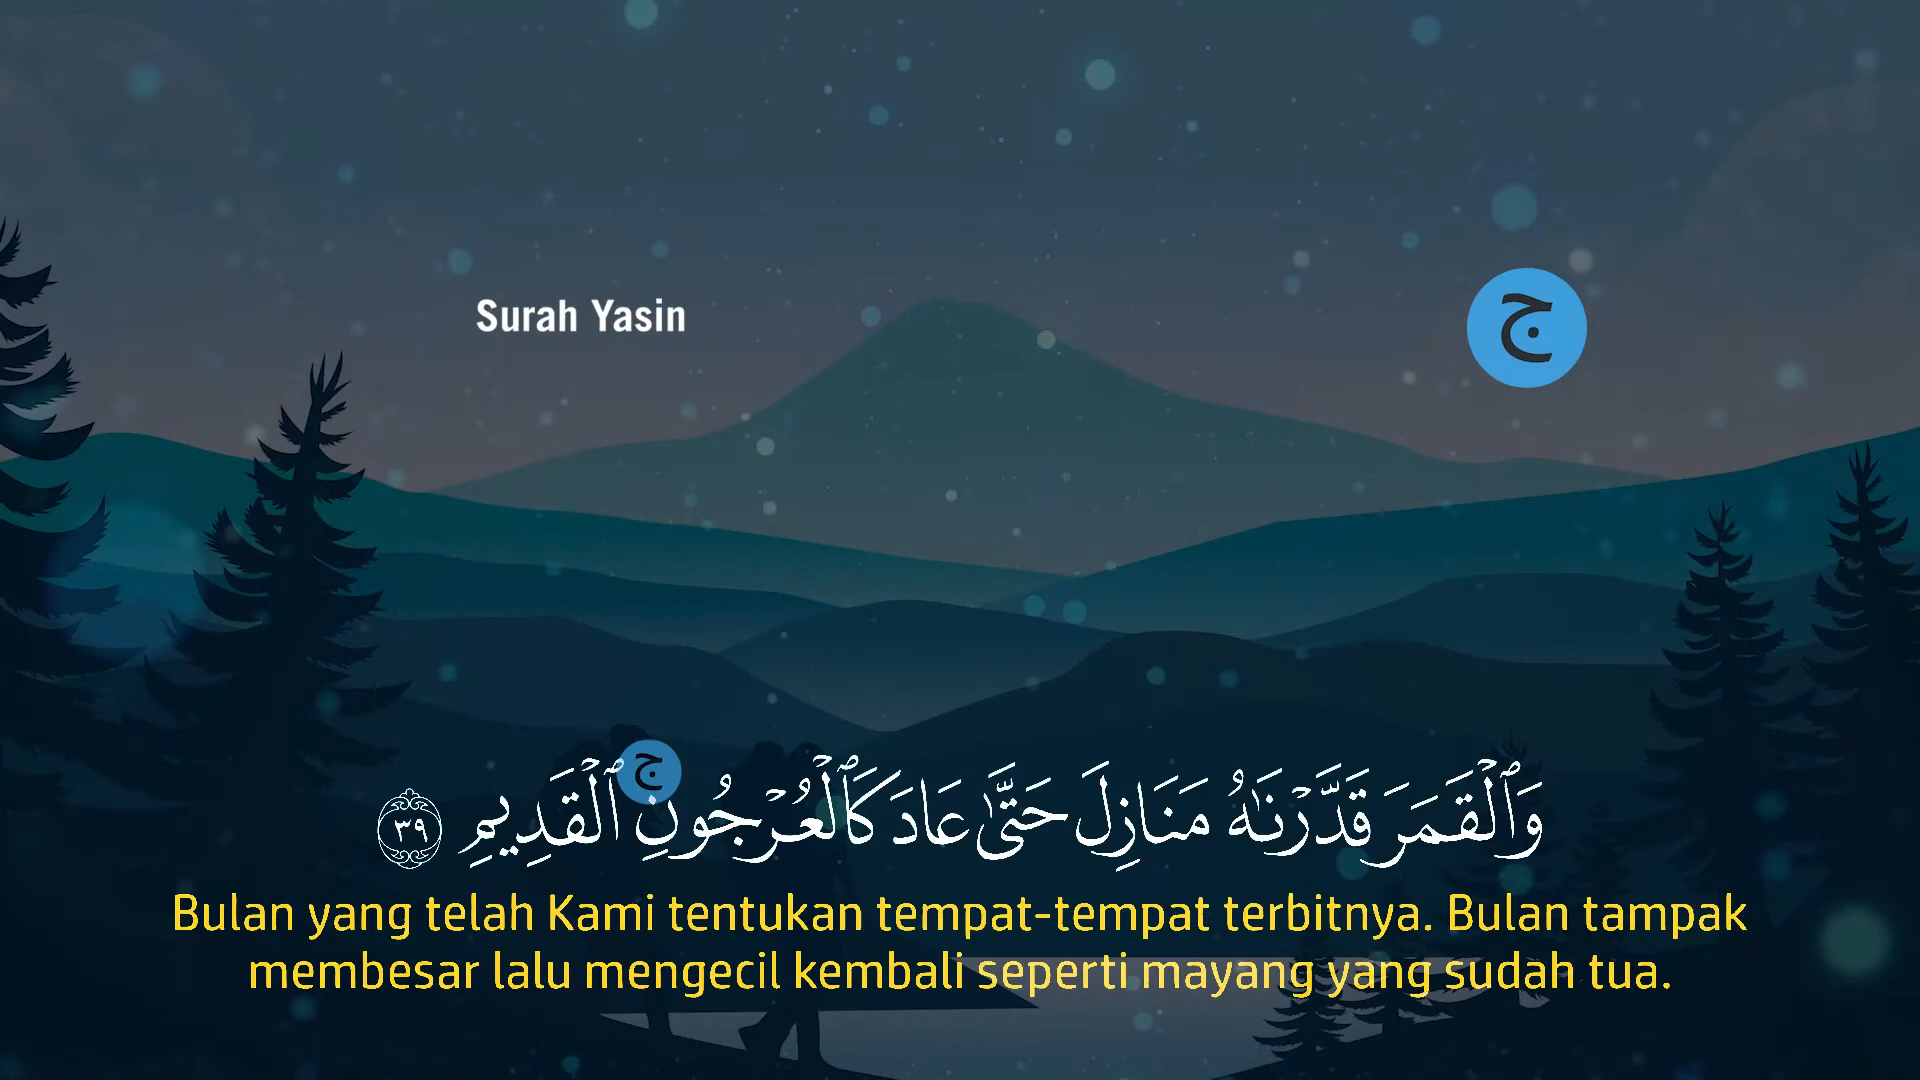 Surah Yasin
ج
ج
وَٱلْقَمَرَ قَدَّرْنَـٰهُ مَنَازِلَ حَتَّىٰ عَادَ كَٱلْعُرْجُونِ ٱلْقَدِيمِ ٣٩
Bulan yang telah Kami tentukan tempat-tempat terbitnya. Bulan tampak
membesar lalu mengecil kembali seperti mayang yang sudah tua.